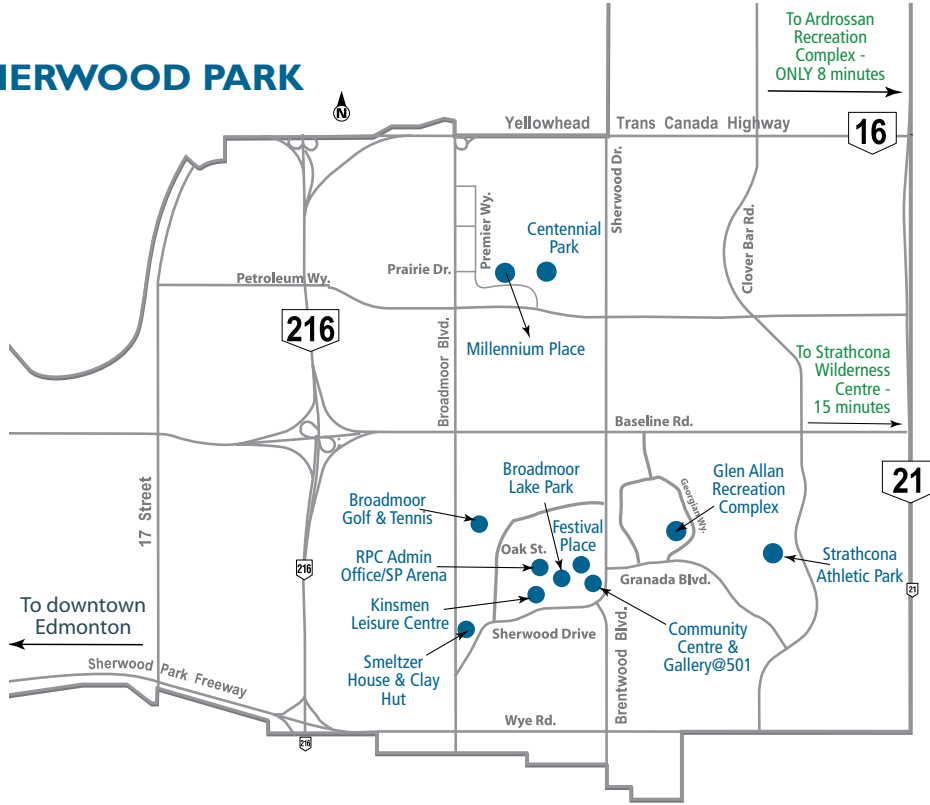 HERWOOD PARK
To Ardrossan
Recreation
Complex -
ONLY 8 minutes
N
Yellowhead Trans Canada Highway
16
Sherwood Dr.
Premier Wy.
Centennial
Park
Clover Bar Rd.
Prairie Dr.
Petroleum Wy.
216
Broadmoor Blvd.
Millennium Place
To Strathcona
Wilderness
Centre -
15 minutes
Baseline Rd.
21
17 Street
Broadmoor
Golf & Tennis
Broadmoor
Lake Park
Georgian Wy.
Glen Allan
Recreation
Complex
Festival
Place
Oak St.
RPC Admin
Office/SP Arena
216
Granada Blvd.
Strathcona
Athletic Park
21
Kinsmen
Leisure Centre
To downtown
Edmonton
Sherwood Drive
Brentwood Blvd.
Community
Centre &
Gallery@501
Smeltzer
House & Clay
Hut
Sherwood Park Freeway
Wye Rd.
216